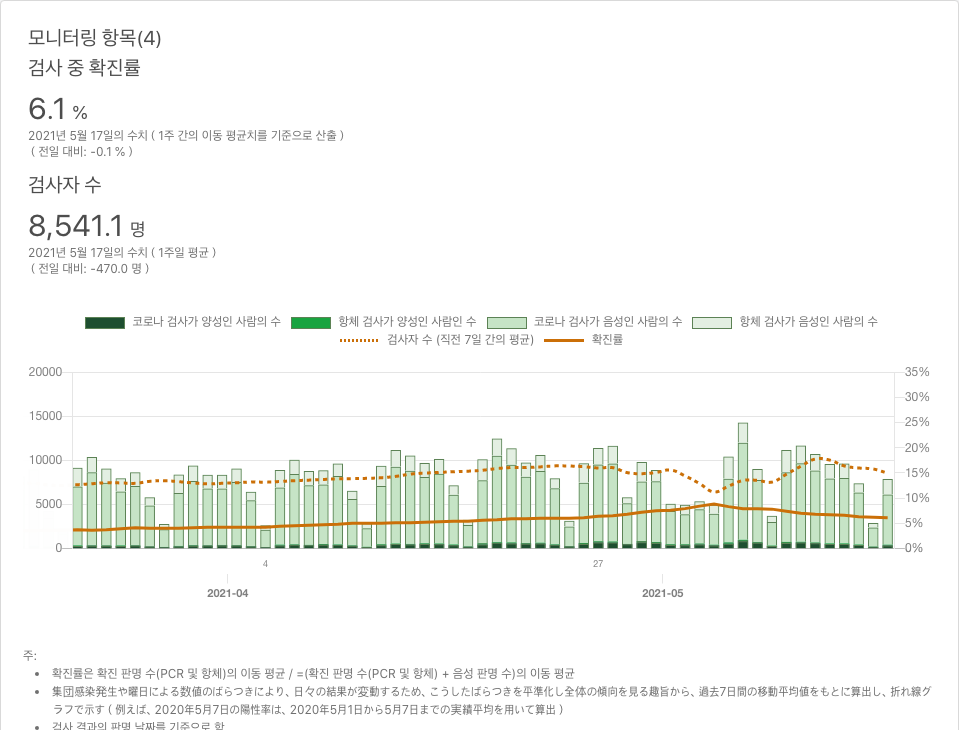 모니터링 항목(4)
검사 중 확진률
6.1 %
2021년 5월 17일의 수치 ( 1주 간의 이동 평균치를 기준으로 산출 )
( 전일 대비: -0.1 % )
검사자 수
8,541.1 명
2021년 5월 17일의 수치 ( 1주일 평균 )
( 전일 대비: -470.0 명 )
코로나 검사가 양성인 사람의 수 항체 검사가 양성인 사람인 수 코로나 검사가 음성인 사람의 수 항체 검사가 음성인 사람의 수
검사자 수 (직전 7일 간의 평균) 확진률
20000 35%
30%
15000 25%
20%
10000 15%
5000 10%
5%
0 0%
4 27
2021-04 2021-05
주:
• 확진률은 확진 판명 수(PCR 및 항체)의 이동 평균 / =(확진 판명 수(PCR 및 항체) + 음성 판명 수)의 이동 평균
• 集団感染発生や曜日による数値のばらつきにより、日々の結果が変動するため、こうしたばらつきを平準化し全体の傾向を見る趣旨から、過去7日間の移動平均値をもとに算出し、折れ線グ
ラフで示す ( 例えば、2020年5月7日の陽性率は、2020年5月1日から5月7日までの実績平均を用いて算出 )
• 검사 결과의 판명 날짜를 기준으로 함